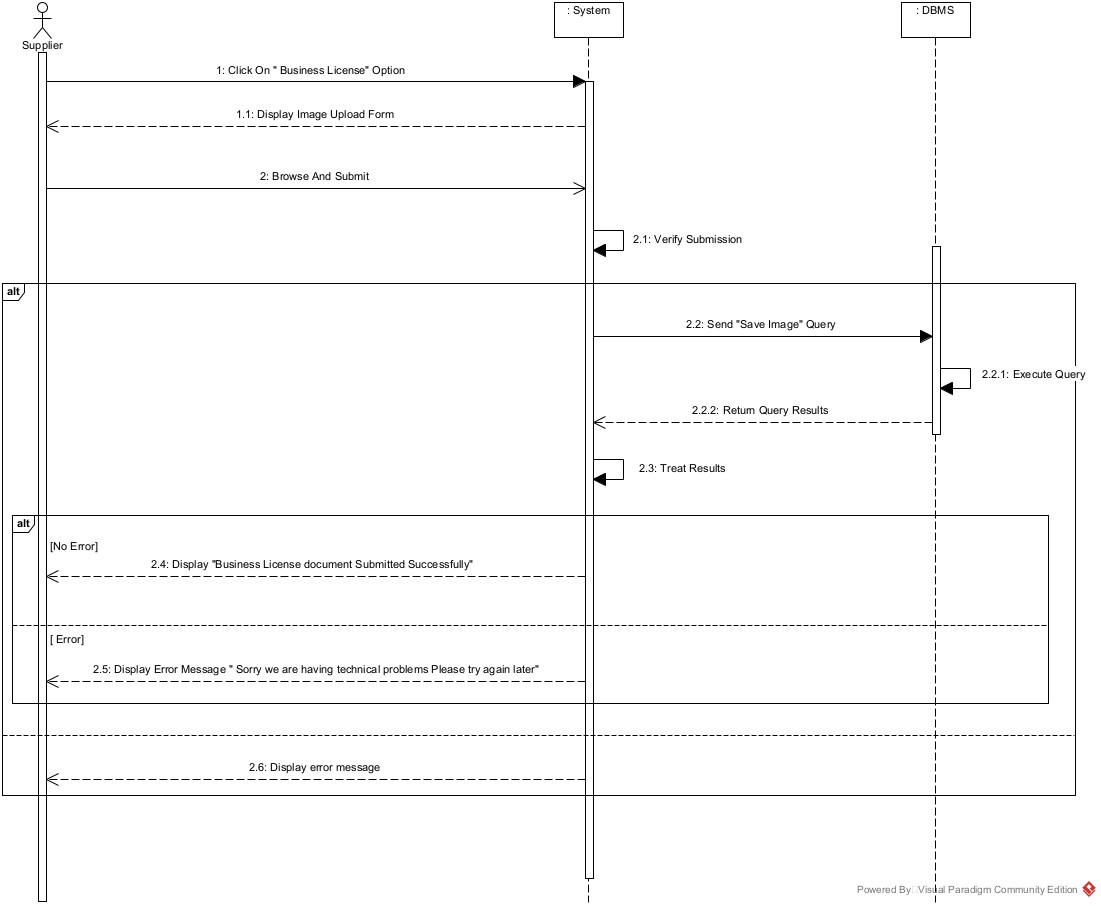 : System
: DBMS
Supplier
1: Click On " Business License" Option
1.1: Display Image Upload Form
2: Browse And Submit
2.1: Verify Submission
alt
2.2: Send "Save Image" Query
2.2.1: Execute Query
2.2.2: Return Query Results
2.3: Treat Results
alt
[No Error]
2.4: Display "Business License document Submitted Successfully"
[ Error]
2.5: Display Error Message " Sorry we are having technical problems Please try again later"
2.6: Display error message
Powered By Visual Paradigm Community Edition